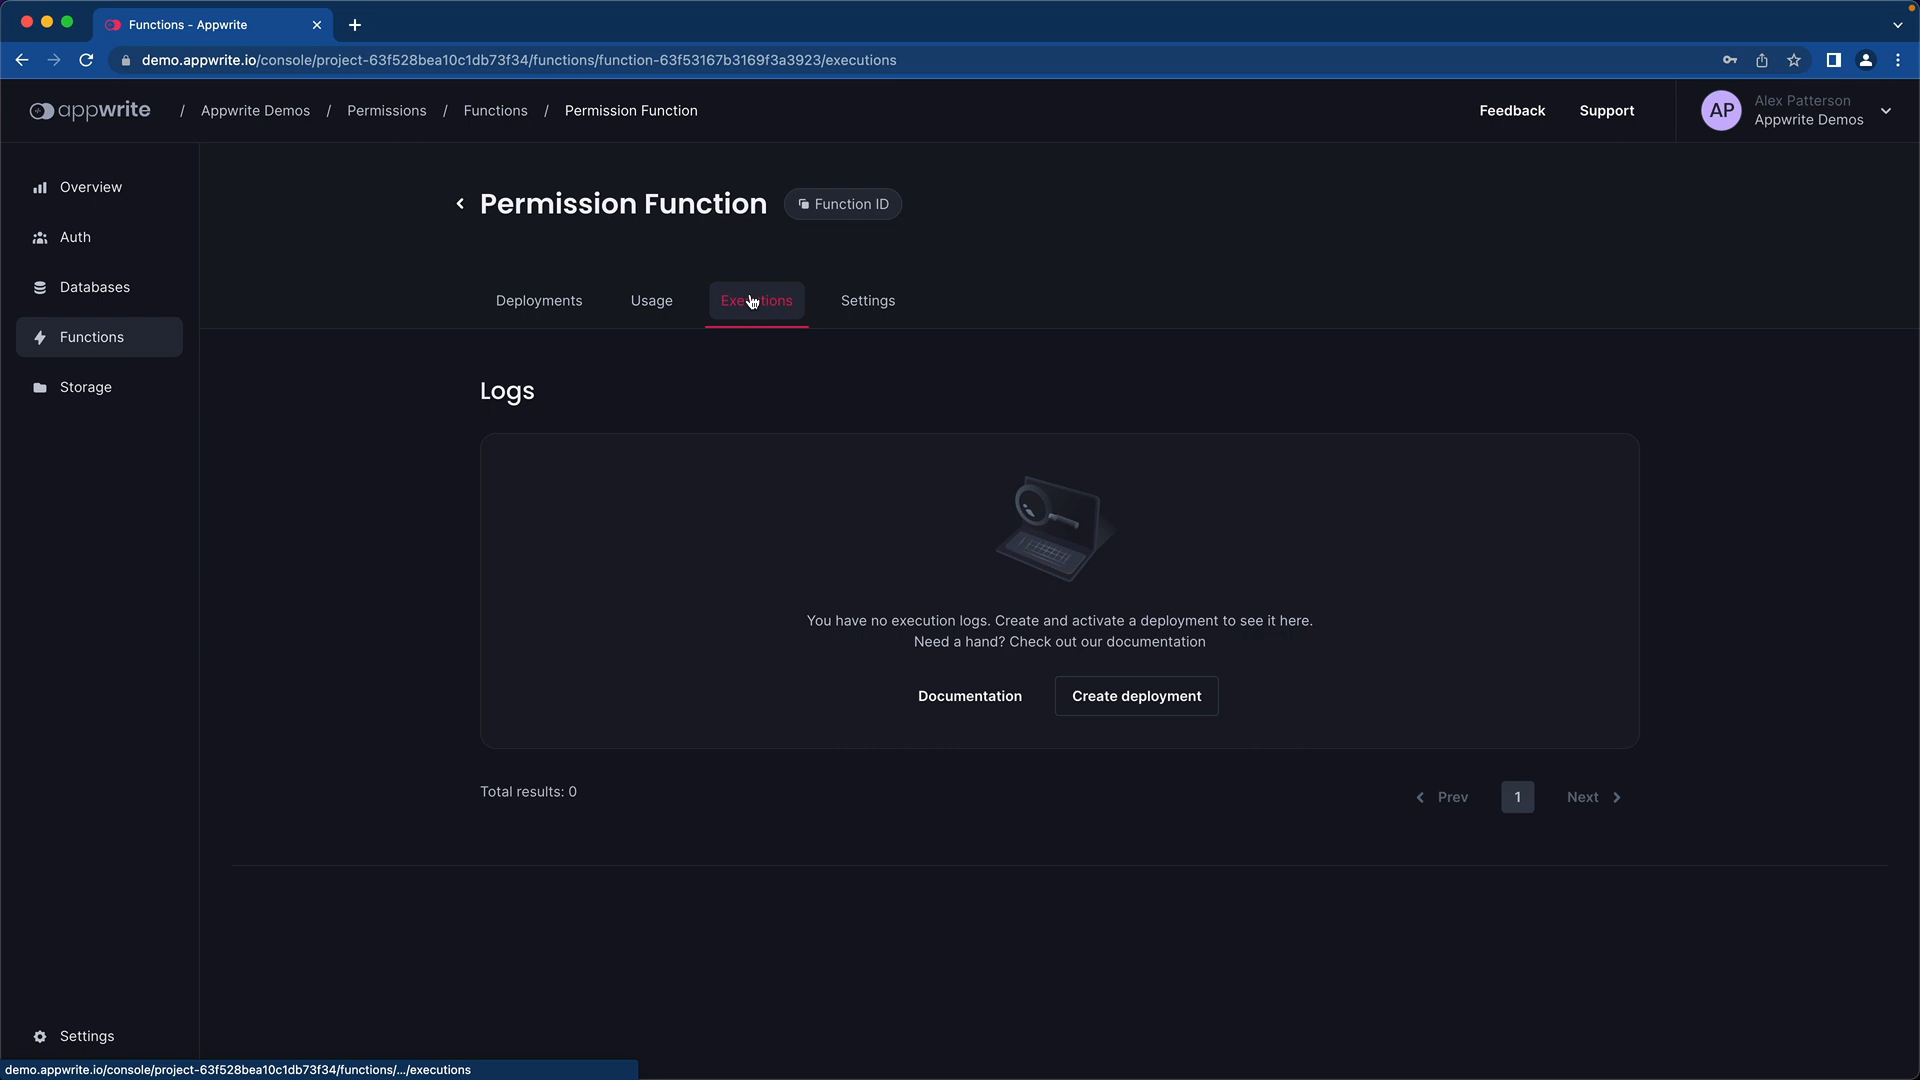 Functions - Appwrite
demo.appwrite.io/console/project-63f528bea10c1db73f34/functions/function-63f53167b3169f3a3923/executions
appwrite / Appwrite Demos / Permissions / Functions / Permission Function
Feedback Support
AP
Alex Patterson
Appwrite Demos
Overview
Auth
Databases
Functions
Storage
Settings
Permission Function
Function ID
Deployments Usage Executions Settings
Logs
You have no execution logs. Create and activate a deployment to see it here.
Need a hand? Check out our documentation
Documentation Create deployment
Total results: 0
Prev 1 Next
demo.appwrite.io/console/project-63f528bea10c1db73f34/functions/.../executions